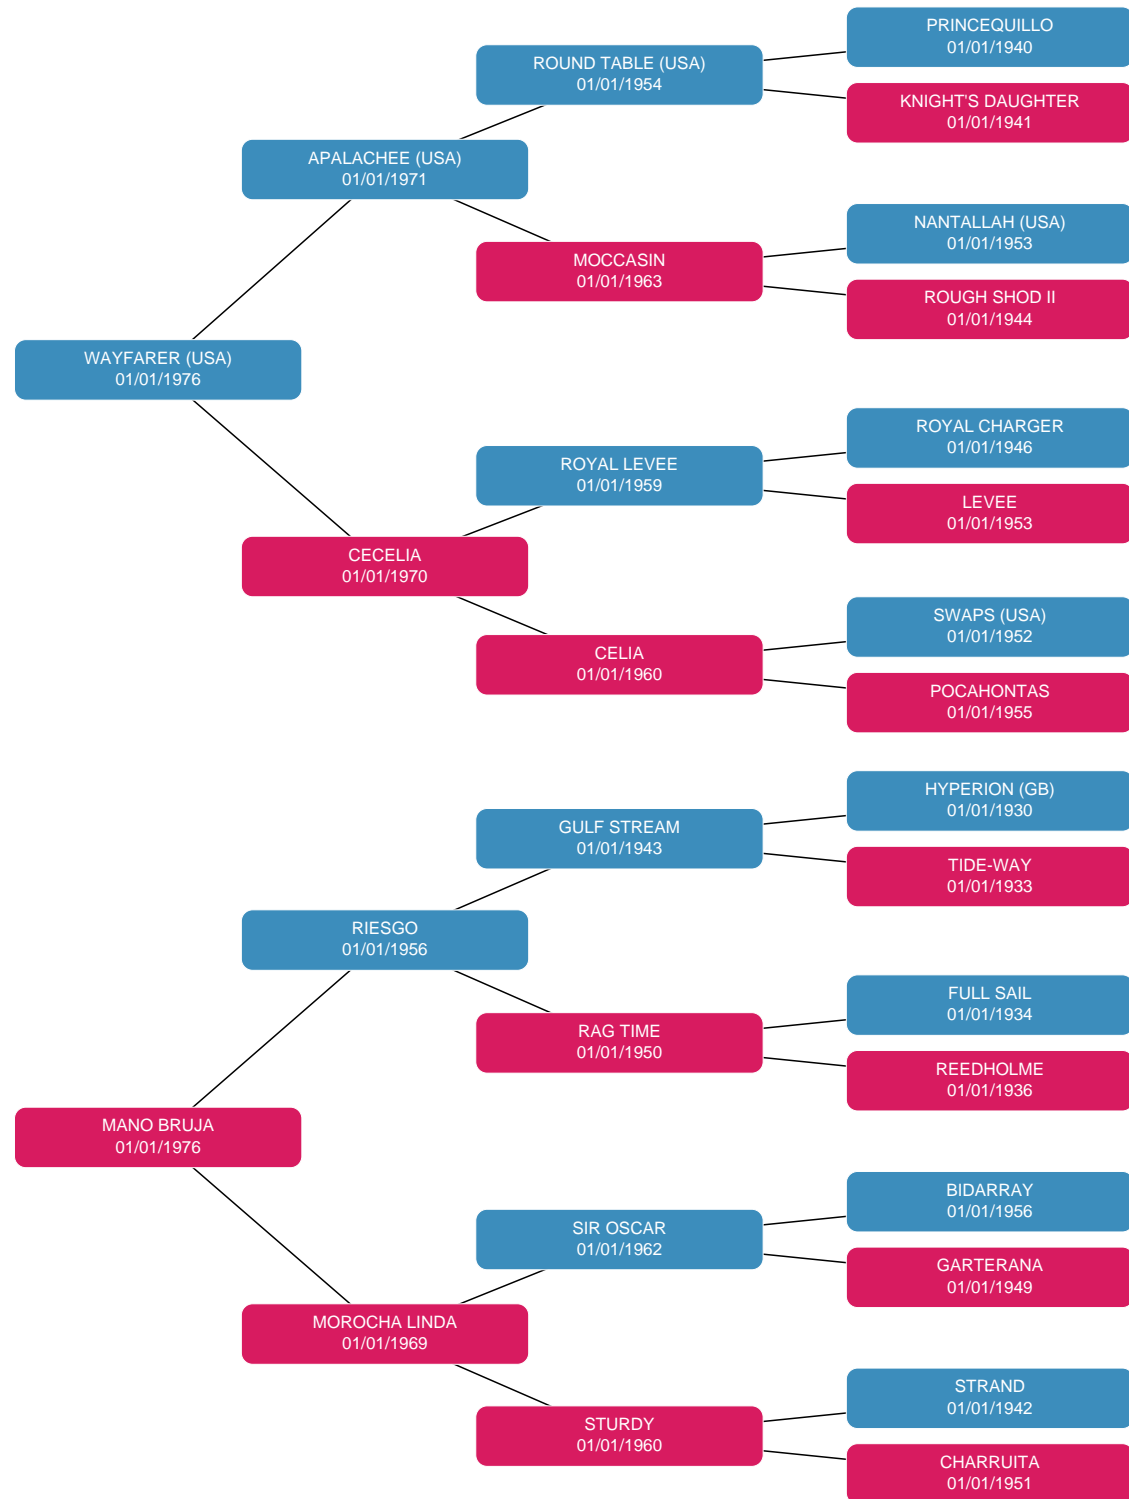 PRINCEQUILLO
01/01/1940
ROUND TABLE (USA)
01/01/1954
KNIGHT'S DAUGHTER
01/01/1941
APALACHEE (USA)
01/01/1971
NANTALLAH (USA)
01/01/1953
MOCCASIN
01/01/1963
ROUGH SHOD II
01/01/1944
WAYFARER (USA)
01/01/1976
ROYAL CHARGER
01/01/1946
ROYAL LEVEE
01/01/1959
LEVEE
01/01/1953
CECELIA
01/01/1970
SWAPS (USA)
01/01/1952
CELIA
01/01/1960
POCAHONTAS
01/01/1955
HYPERION (GB)
01/01/1930
GULF STREAM
01/01/1943
TIDE-WAY
01/01/1933
RIESGO
01/01/1956
FULL SAIL
01/01/1934
RAG TIME
01/01/1950
REEDHOLME
01/01/1936
MANO BRUJA
01/01/1976
BIDARRAY
01/01/1956
SIR OSCAR
01/01/1962
GARTERANA
01/01/1949
MOROCHA LINDA
01/01/1969
STRAND
01/01/1942
STURDY
01/01/1960
CHARRUITA
01/01/1951